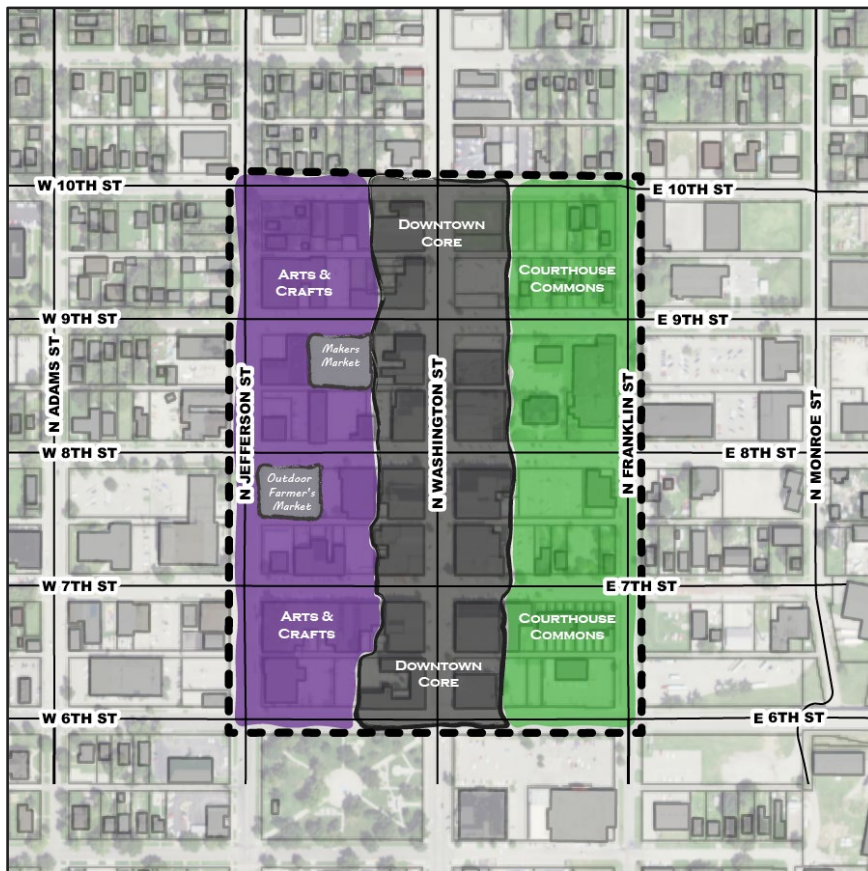 W 10TH ST
E 10TH ST
DOWNTOWN
CORE
ARTS &
CRAFTS
COURTHOUSE
COMMONS
W 9TH ST
E 9TH ST
Makers
Market
N ADAMS ST
N JEFFERSON ST
N WASHINGTON ST
N FRANKLIN ST
N MONROE ST
W 8TH ST
E 8TH ST
Outdoor
Farmer's
Market
W 7TH ST
E 7TH ST
ARTS &
CRAFTS
COURTHOUSE
COMMONS
DOWNTOWN
CORE
W 6TH ST
E 6TH ST